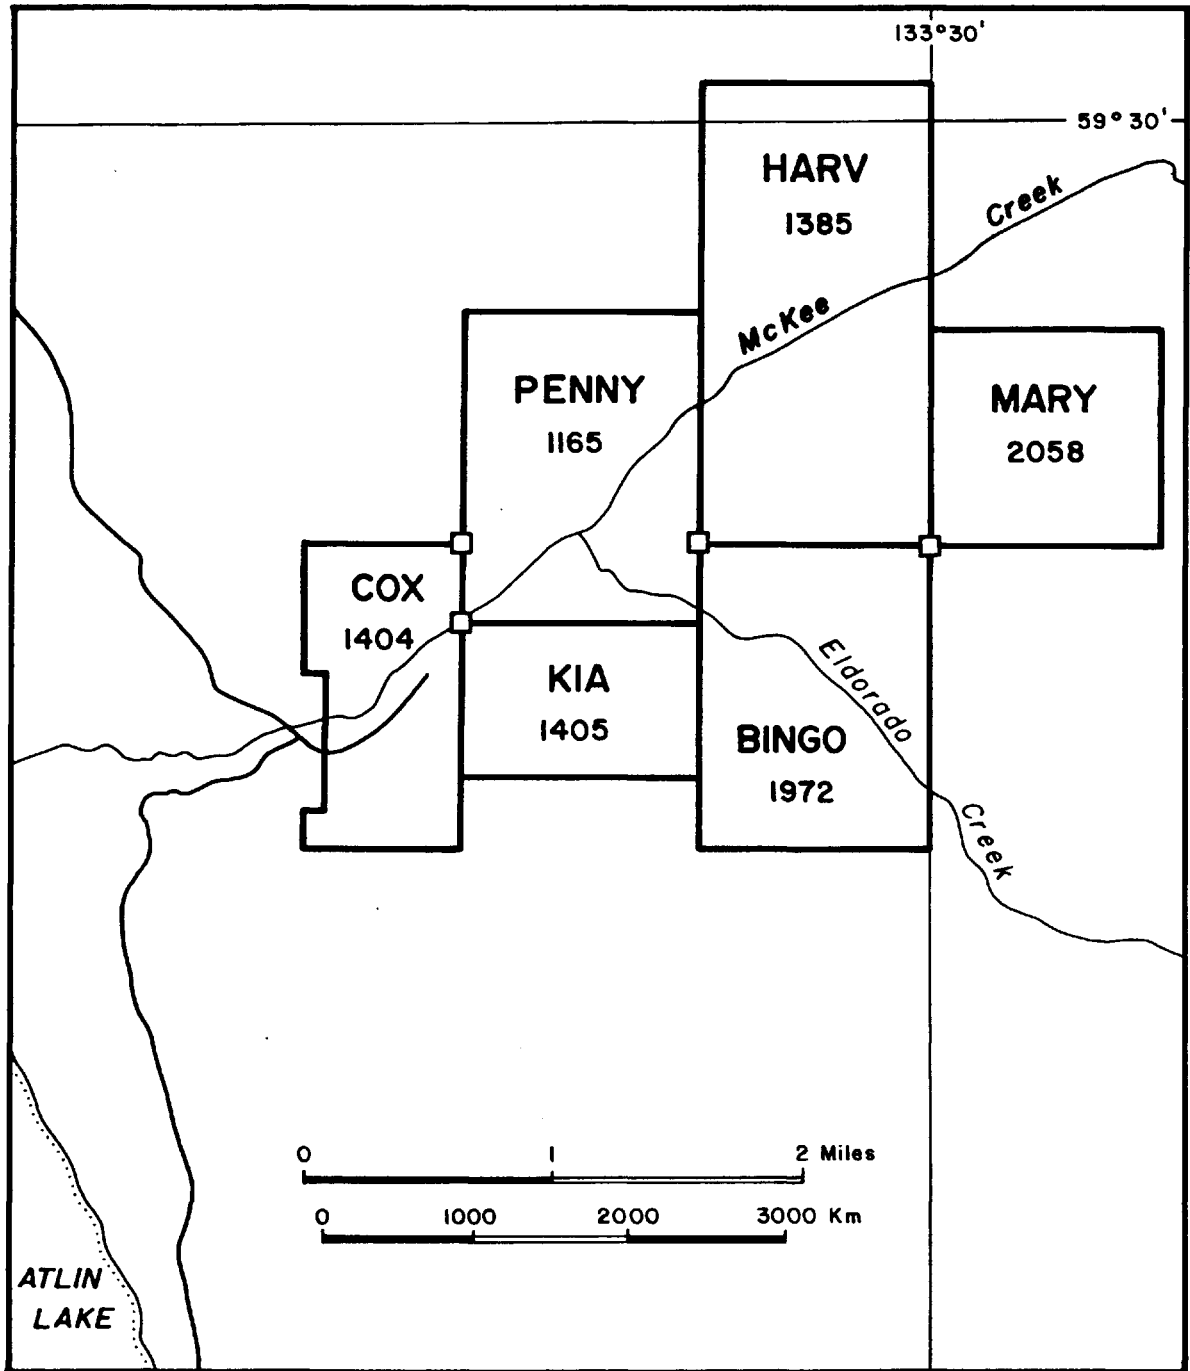 133°30'
59°30'
HARV
1385
McKee Creek
PENNY
1165
MARY
2058
COX
1404
KIA
1405
Eldorado Creek
BINGO
1972
0 1 2 Miles
0 1000 2000 3000 Km
ATLIN
LAKE